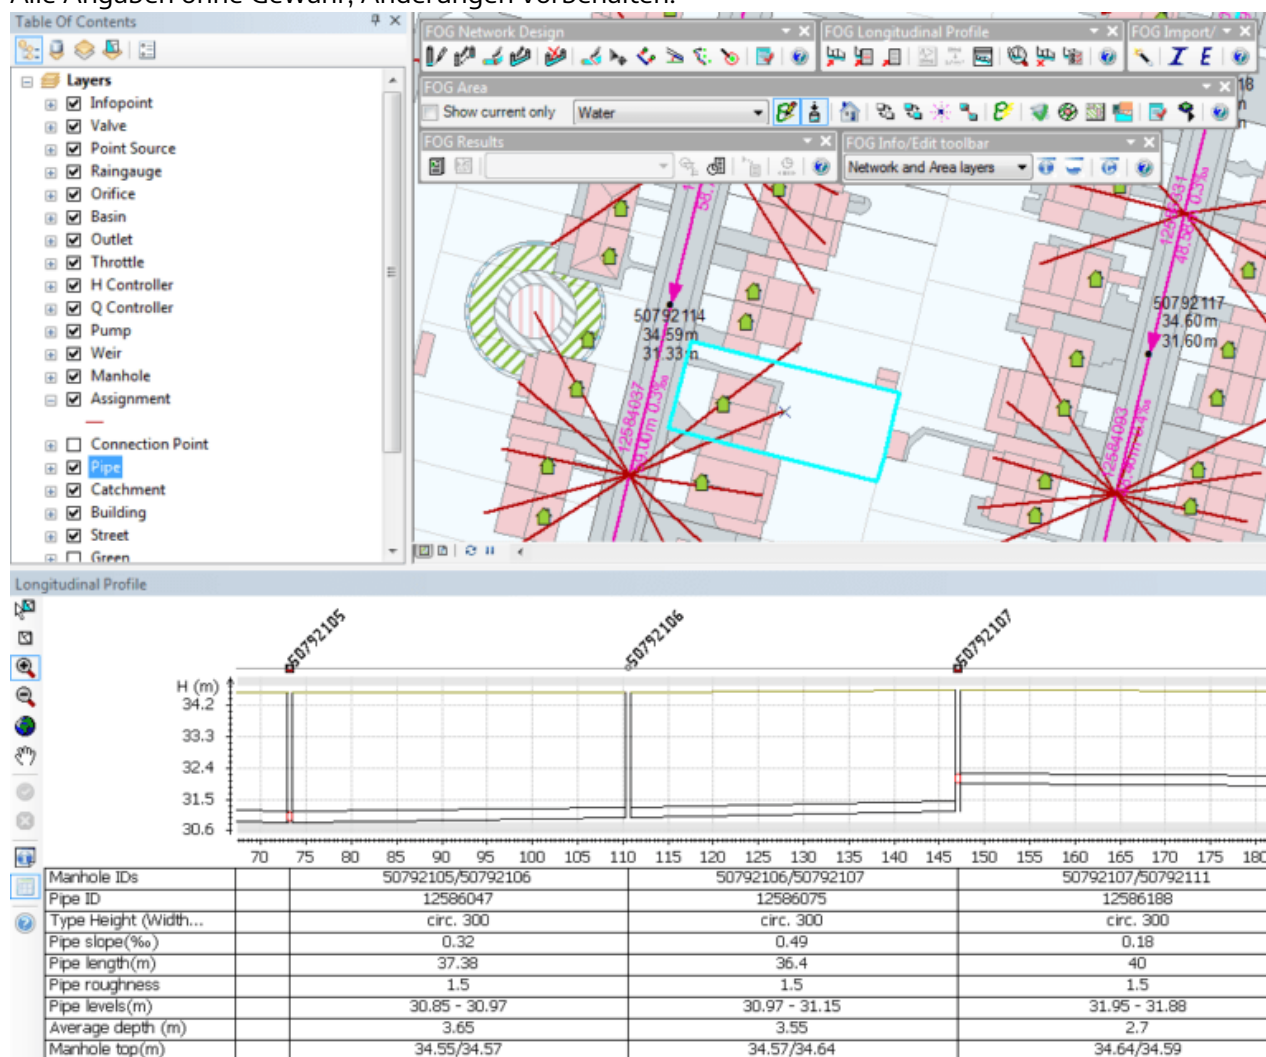 Alle Angaben ohne Gewähr, Änderungen vorbehalten.
Table Of Contents
FOG Network Design
FOG Longitudinal Profile
FOG Import/
FOG Area
Show current only
Water
FOG Results
FOG Info/Edit toolbar
Network and Area layers
Layers
Infopoint
Valve
Point Source
Raingauge
Orifice
Basin
Outlet
Throttle
H Controller
Q Controller
Pump
Weir
Manhole
Assignment
Connection Point
Pipe
Catchment
Building
Street
Green
50792114
34.59m
31.33m
12584037
0.3‰
50792117
34.60m
31.60m
12584093
Longitudinal Profile
50792105
50792106
50792107
H (m)
34.2
33.3
32.4
31.5
30.6
70 75 80 85 90 95 100 105 110 115 120 125 130 135 140 145 150 155 160 165 170 175 180
Manhole IDs 50792105/50792106 50792106/50792107 50792107/50792111
Pipe ID 12586047 12586075 12586188
Type Height (Width... circ. 300 circ. 300 circ. 300
Pipe slope(‰) 0.32 0.49 0.18
Pipe length(m) 37.38 36.4 40
Pipe roughness 1.5 1.5 1.5
Pipe levels(m) 30.85 - 30.97 30.97 - 31.15 31.95 - 31.88
Average depth (m) 3.65 3.55 2.7
Manhole top(m) 34.55/34.57 34.57/34.64 34.64/34.59